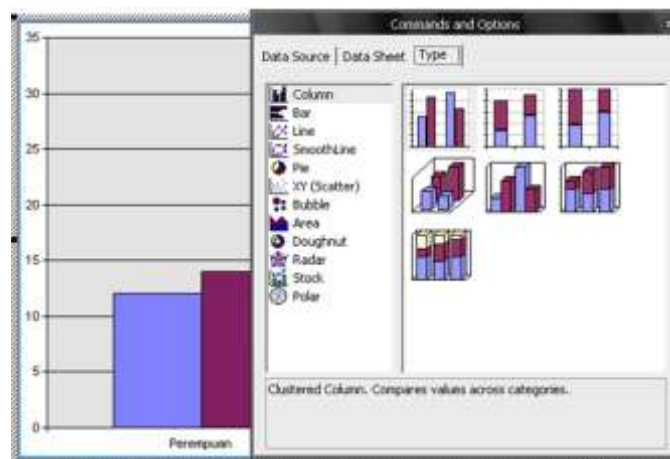 Commands and Options
Data Source
Data Sheet
Type
35
30
25
20
15
10
5
0
Perempuan
Column
Bar
Line
SmoothLine
Pie
XY (Scatter)
Bubble
Area
Doughnut
Radar
Stock
Polar
Clustered Column. Compares values across categories.